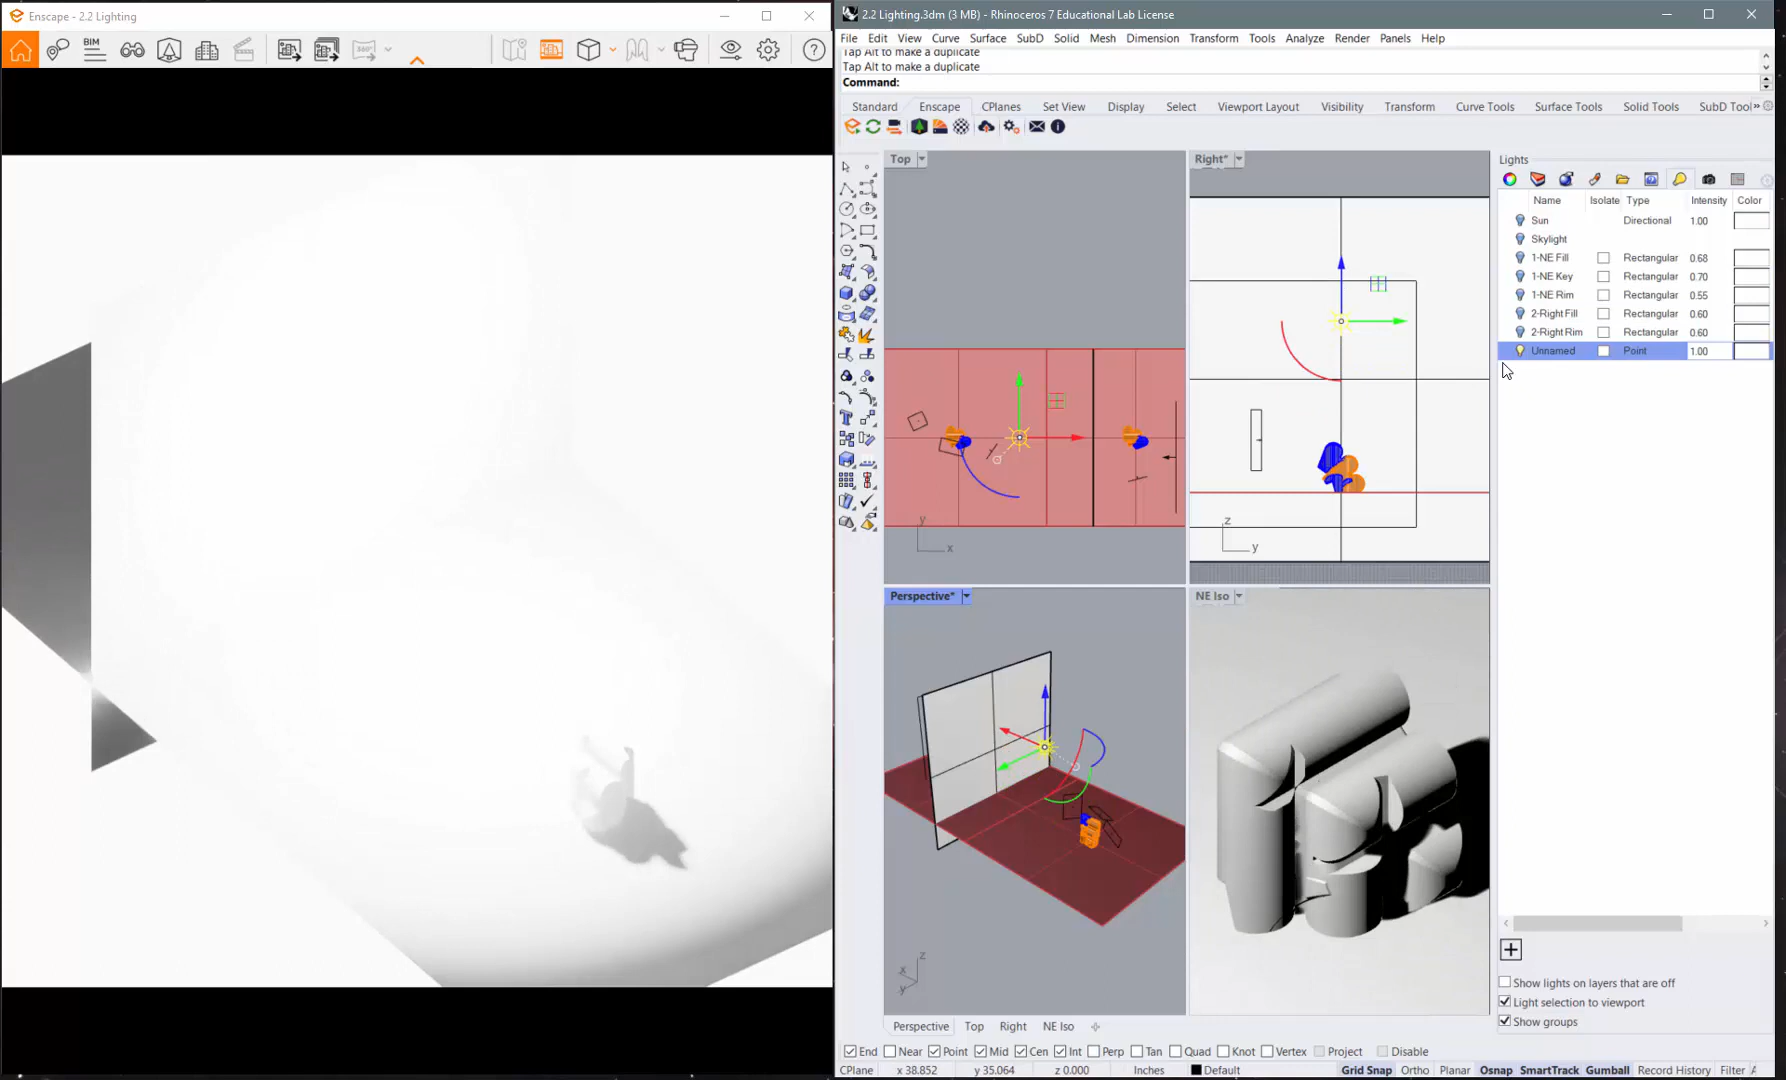 Enscape - 2.2 Lighting
BIM
360°
2.2 Lighting.3dm (3 MB) - Rhinoceros 7 Educational Lab License
File Edit View Curve Surface SubD Solid Mesh Dimension Transform Tools Analyze Render Panels Help
Tap Alt to make a duplicate
Tap Alt to make a duplicate
Command:
Standard Enscape CPlanes Set View Display Select Viewport Layout Visibility Transform Curve Tools Surface Tools Solid Tools SubD Tool
Top
y
x
Right*
z
y
Perspective*
z
x
y
NE Iso
Lights
Name Isolate Type Intensity Color
Sun Directional 1.00
Skylight
1-NE Fill Rectangular 0.68
1-NE Key Rectangular 0.70
1-NE Rim Rectangular 0.55
2-Right Fill Rectangular 0.60
2-Right Rim Rectangular 0.60
Unnamed Point 1.00
Show lights on layers that are off
Light selection to viewport
Show groups
Perspective Top Right NE Iso
End Near Point Mid Cen Int Perp Tan Quad Knot Vertex Project Disable
CPlane x 38.852 y 35.064 z 0.000 Inches Default Grid Snap Ortho Planar Osnap SmartTrack Gumball Record History Filter